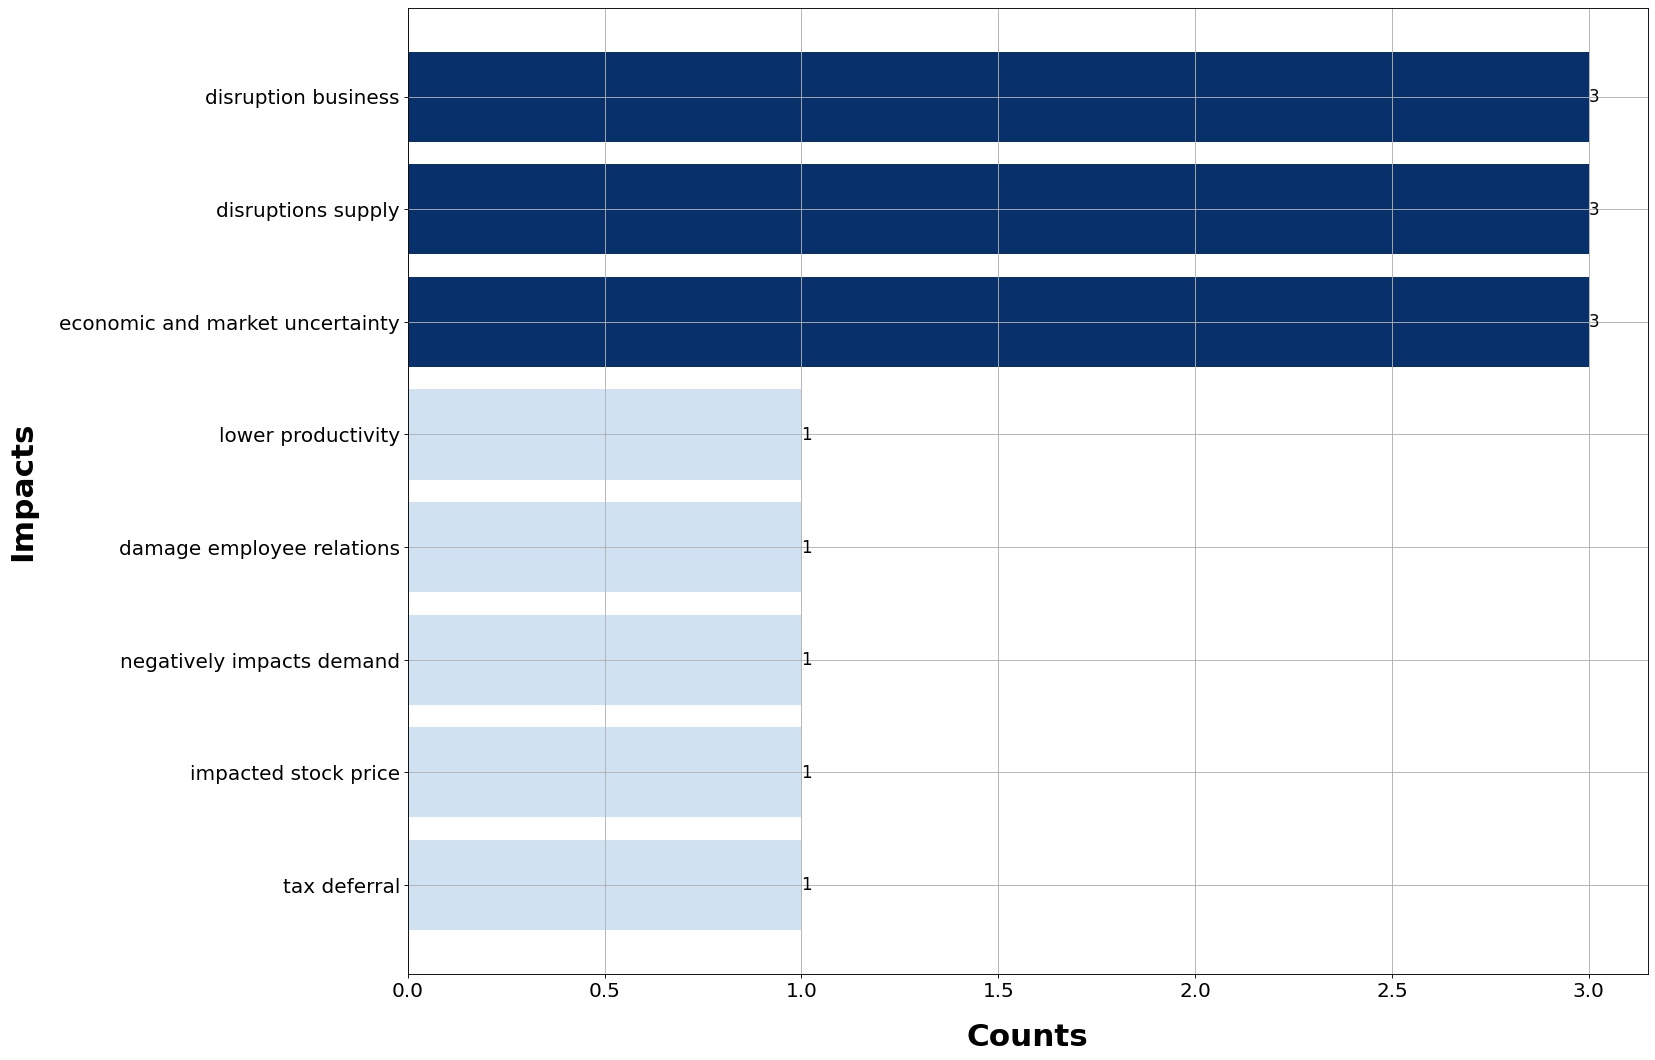 disruption business
3
disruptions supply
3
economic and market uncertainty
3
lower productivity
1
damage employee relations
1
negatively impacts demand
1
impacted stock price
1
tax deferral
1
Impacts
0.0 0.5 1.0 1.5 2.0 2.5 3.0
Counts